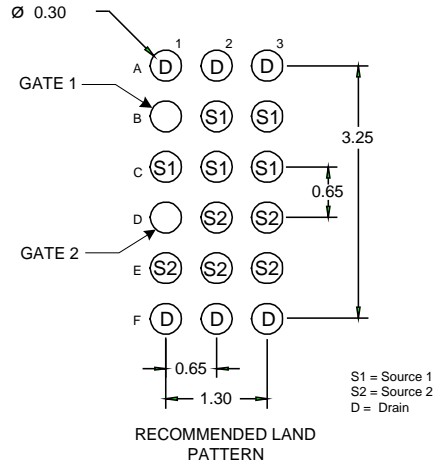 Ø 0.30
1 2 3
A D D D
GATE 1
B S1 S1
3.25
C S1 S1 S1
0.65
D S2 S2
GATE 2
E S2 S2 S2
F D D D
0.65
1.30
S1 = Source 1
S2 = Source 2
D = Drain
RECOMMENDED LAND
PATTERN